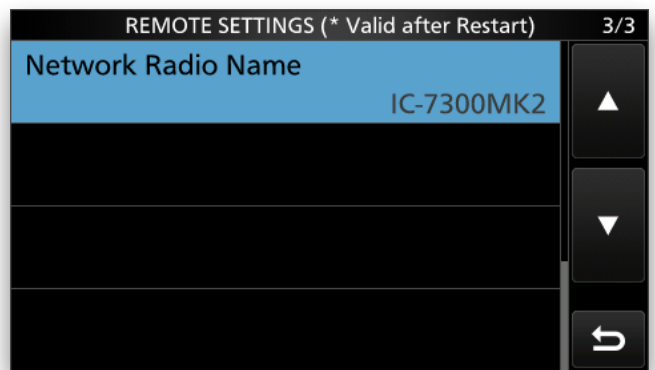 REMOTE SETTINGS (* Valid after Restart) 3/3
Network Radio Name
IC-7300MK2